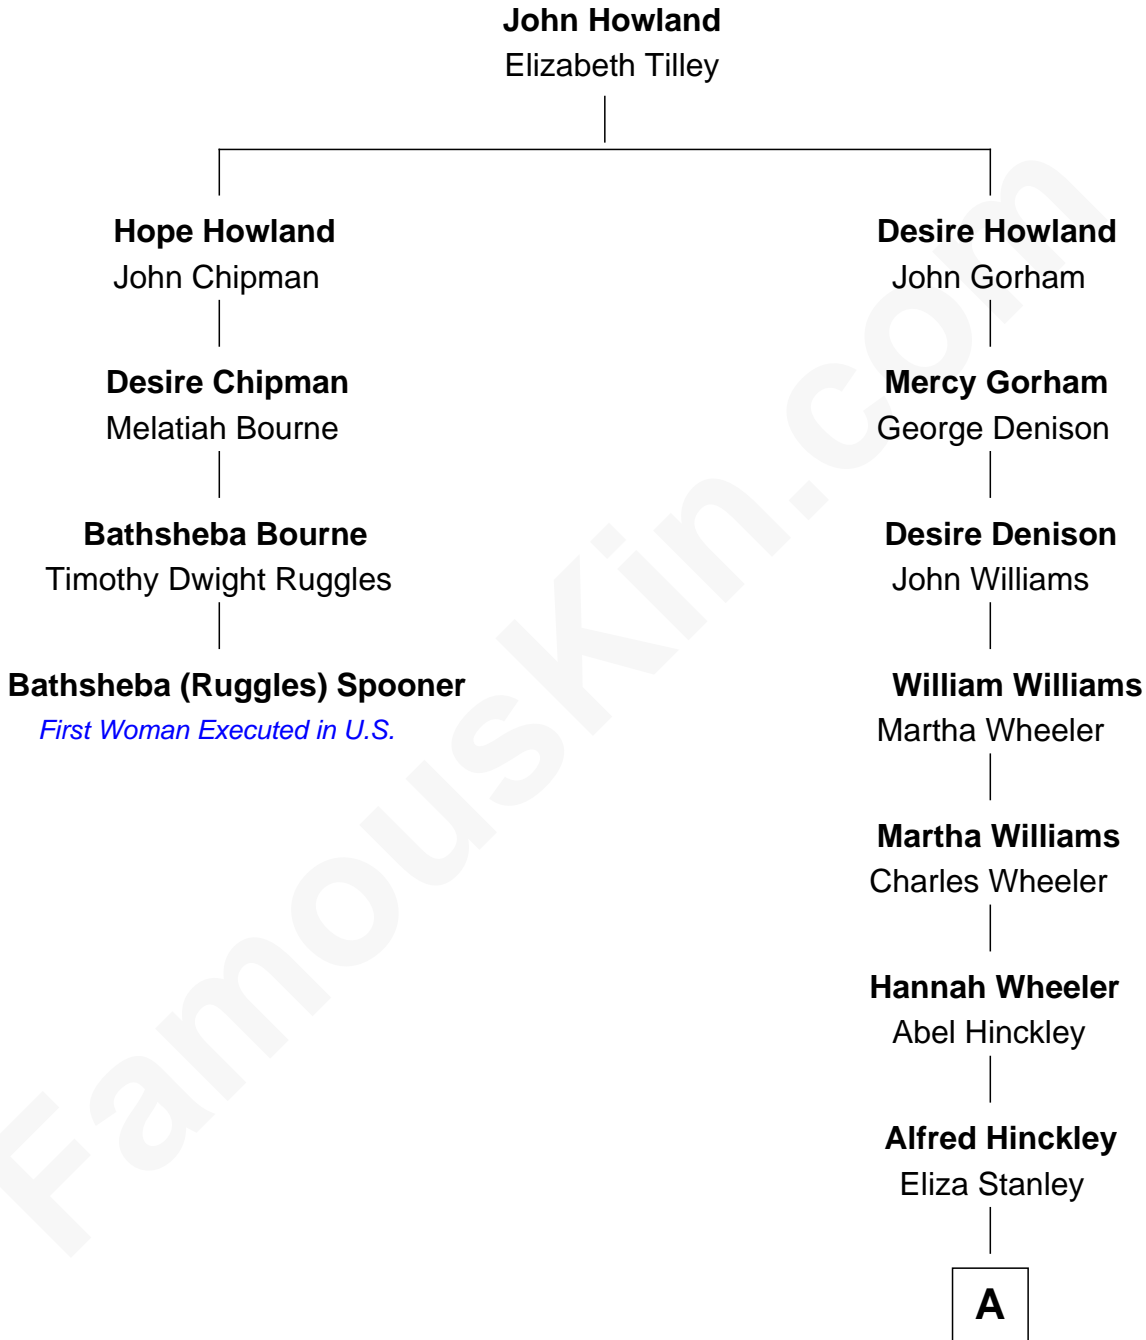 John Howland
Elizabeth Tilley
Hope Howland
John Chipman
Desire Chipman
Melatiah Bourne
Bathsheba Bourne
Timothy Dwight Ruggles
Bathsheba (Ruggles) Spooner
First Woman Executed in U.S.
Desire Howland
John Gorham
Mercy Gorham
George Denison
Desire Denison
John Williams
William Williams
Martha Wheeler
Martha Williams
Charles Wheeler
Hannah Wheeler
Abel Hinckley
Alfred Hinckley
Eliza Stanley
A
FamousKin.com